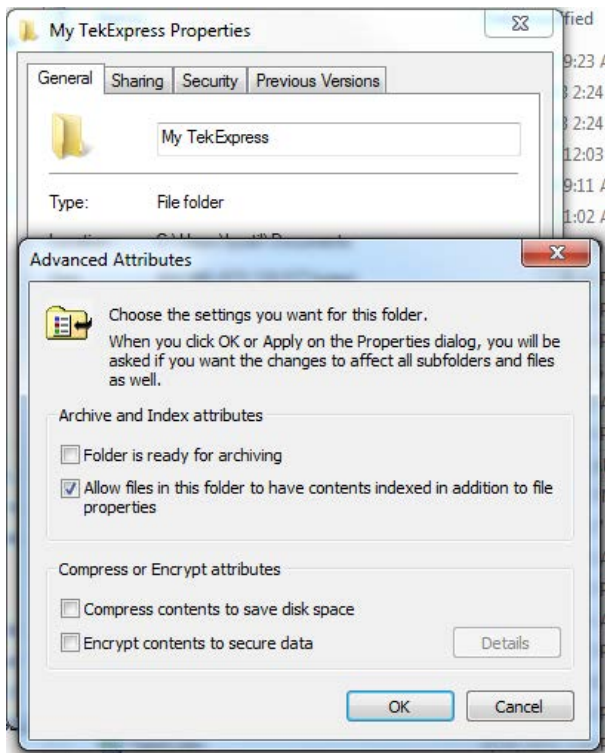 My TekExpress Properties
ified
General Sharing Security Previous Versions
9:23 A
2:24
My TekExpress
2:24
12:03
9:11 A
Type: File folder
1:02 A
Advanced Attributes
Choose the settings you want for this folder.
When you click OK or Apply on the Properties dialog, you will be
asked if you want the changes to affect all subfolders and files
as well.
Archive and Index attributes
Folder is ready for archiving
Allow files in this folder to have contents indexed in addition to file
properties
Compress or Encrypt attributes
Compress contents to save disk space
Encrypt contents to secure data
Details
OK Cancel